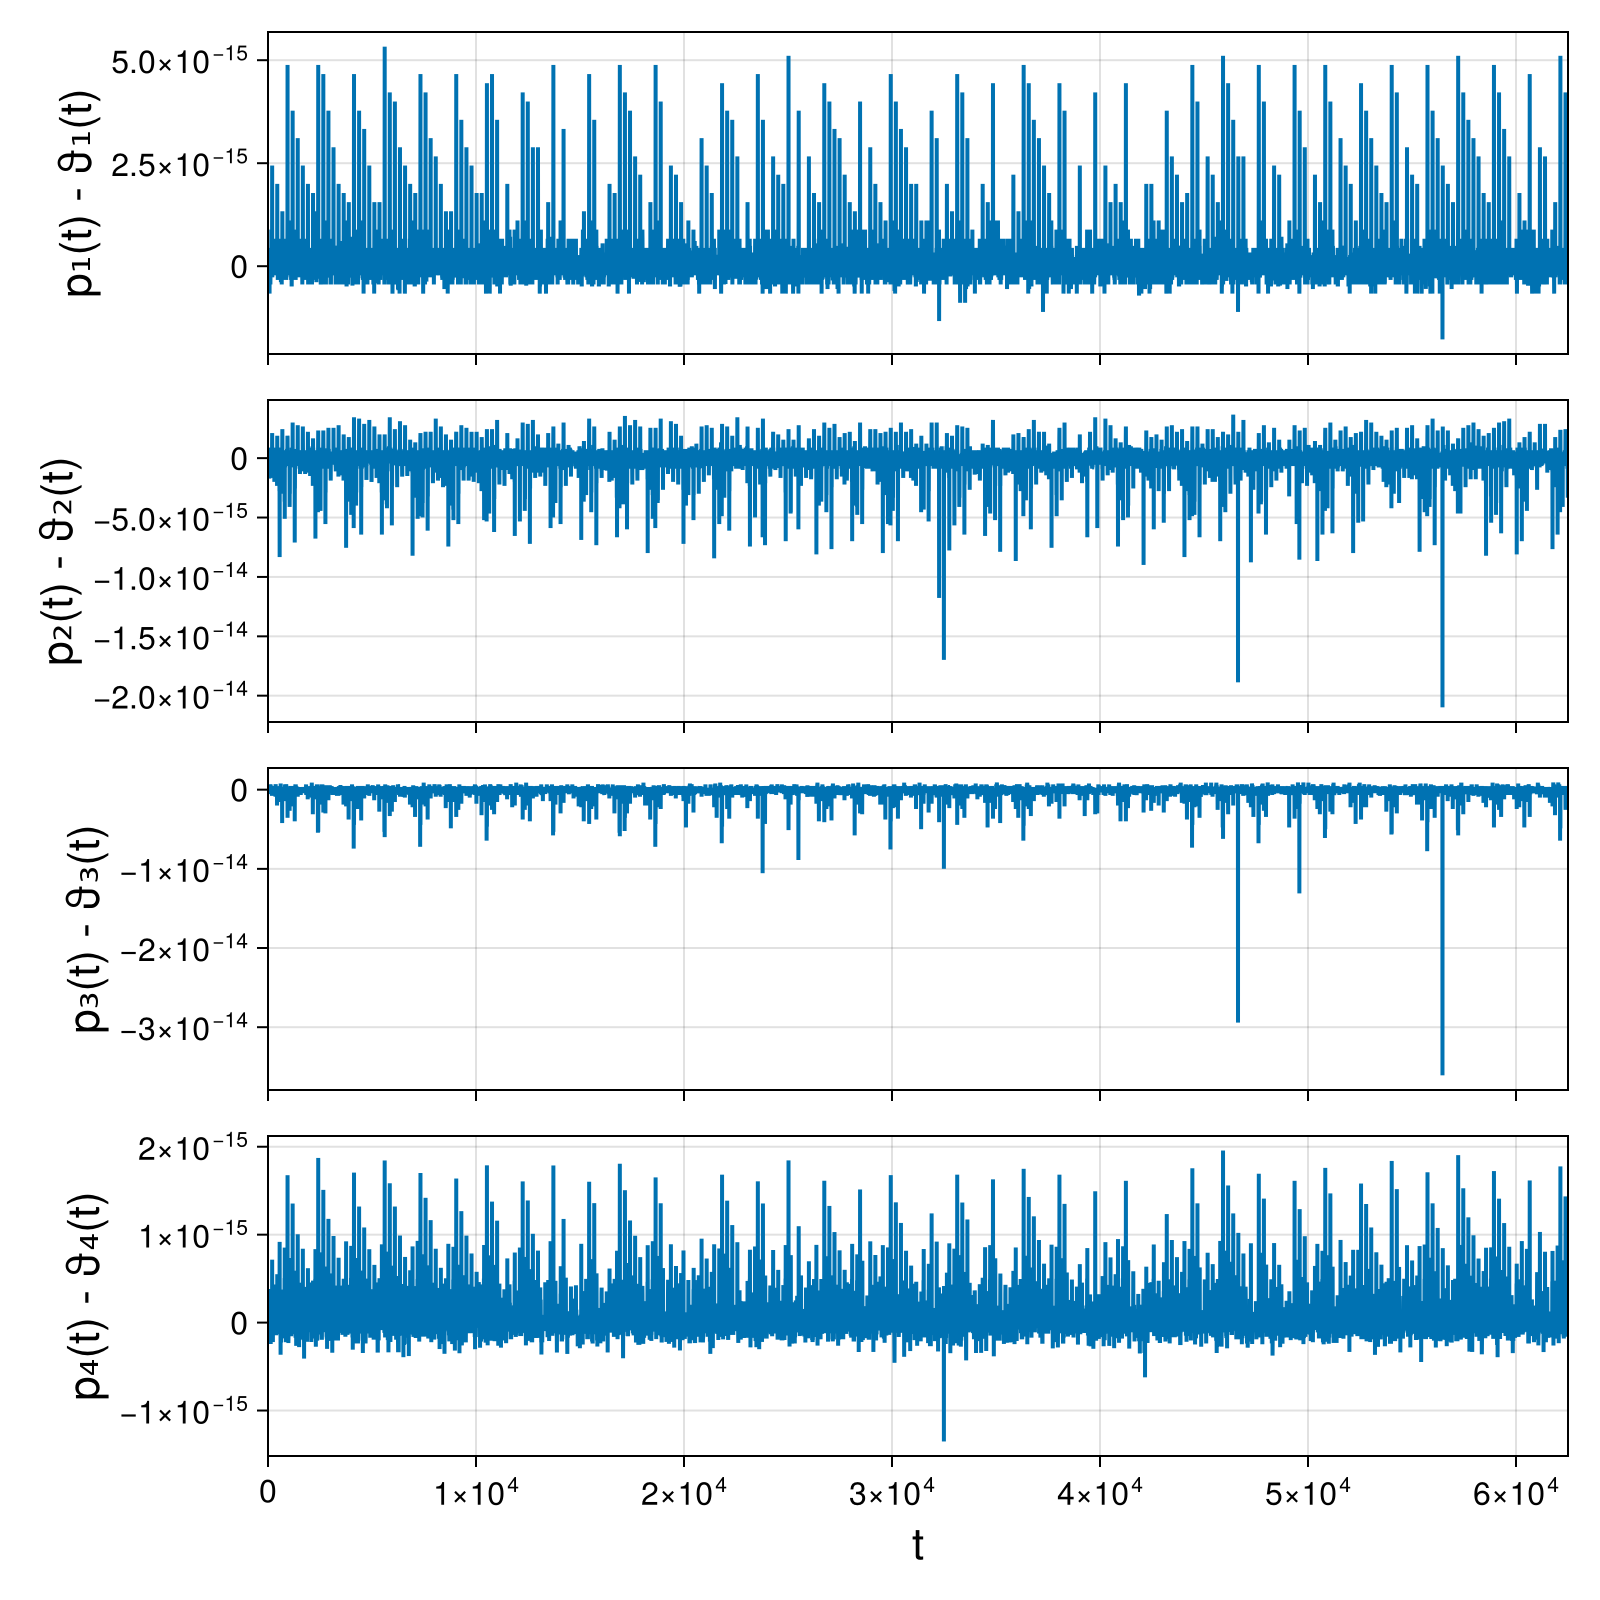 p₁(t) - ϑ₁(t)
5.0×10⁻¹⁵
2.5×10⁻¹⁵
0
p₂(t) - ϑ₂(t)
0
−5.0×10⁻¹⁵
−1.0×10⁻¹⁴
−1.5×10⁻¹⁴
−2.0×10⁻¹⁴
p₃(t) - ϑ₃(t)
0
−1×10⁻¹⁴
−2×10⁻¹⁴
−3×10⁻¹⁴
p₄(t) - ϑ₄(t)
2×10⁻¹⁵
1×10⁻¹⁵
0
−1×10⁻¹⁵
0 1×10⁴ 2×10⁴ 3×10⁴ 4×10⁴ 5×10⁴ 6×10⁴
t